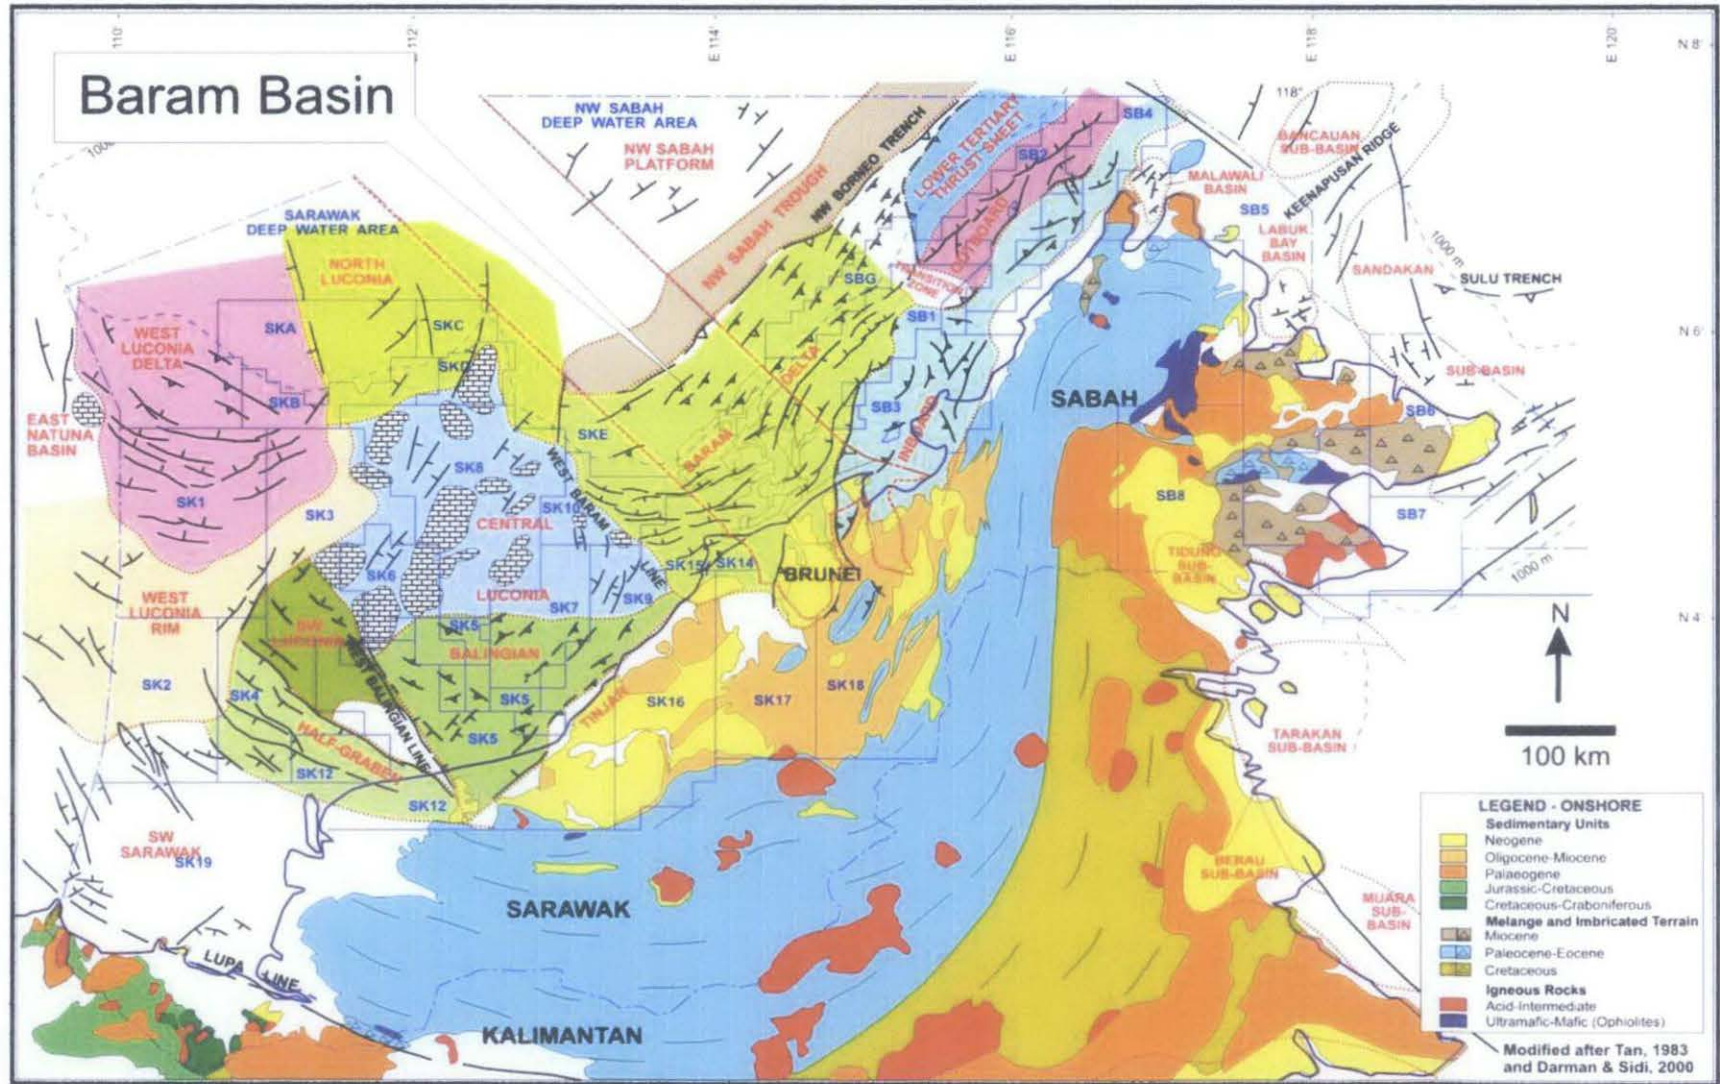 110°
112°
E 114°
E 116°
E 118°
E 120°
N 8°
Baram Basin
NW SABAH
DEEP WATER AREA
NW SABAH
PLATFORM
NW SABAH TROUGH
NW BORNEO TRENCH
LOWER TERTIARY
THRUST SHEET
SB4
SB2
OUTBOARD
118°
BANCAUAN
SUB-BASIN
KEENAPUSAN RIDGE
MALAWALI
BASIN
SB5
LABUK
BAY
BASIN
1000 m
SANDAKAN
SULU TRENCH
SARAWAK
DEEP WATER AREA
NORTH
LUCONIA
SBG
TRANSITION
ZONE
SB1
WEST
LUCONIA
DELTA
SKA
SKC
N 6°
SKD
DELTA
SABAH
SUB-BASIN
SKB
SB3
SB6
EAST
NATUNA
BASIN
SKE
BARAM
INBOARD
SK8
WEST BARAM
LINE
SK1
SK3
SK10
CENTRAL
SB8
SB7
SK6
SK15
SK14
BRUNEI
TIDUNG
SUB-
BASIN
1000 m
LUCONIA
SK7
SK9
WEST
LUCONIA
RIM
N
N 4°
SK5
SW
LUCONIA
BALINGIAN
WEST BALINGIAN LINE
SK2
SK4
SK5
TINJAR
SK16
SK17
SK18
SK5
HALF-GRABEN
TARAKAN
SUB-BASIN
100 km
SK12
SK12
SW
SARAWAK
SK19
BERAU
SUB-BASIN
MUARA
SUB-
BASIN
SARAWAK
LUPA LINE
KALIMANTAN
LEGEND - ONSHORE
Sedimentary Units
Neogene
Oligocene-Miocene
Palaeogene
Jurassic-Cretaceous
Cretaceous-Craboniferous
Melange and Imbricated Terrain
Miocene
Paleocene-Eocene
Cretaceous
Igneous Rocks
Acid-Intermediate
Ultramafic-Mafic (Ophiolites)
Modified after Tan, 1983
and Darman & Sidi, 2000